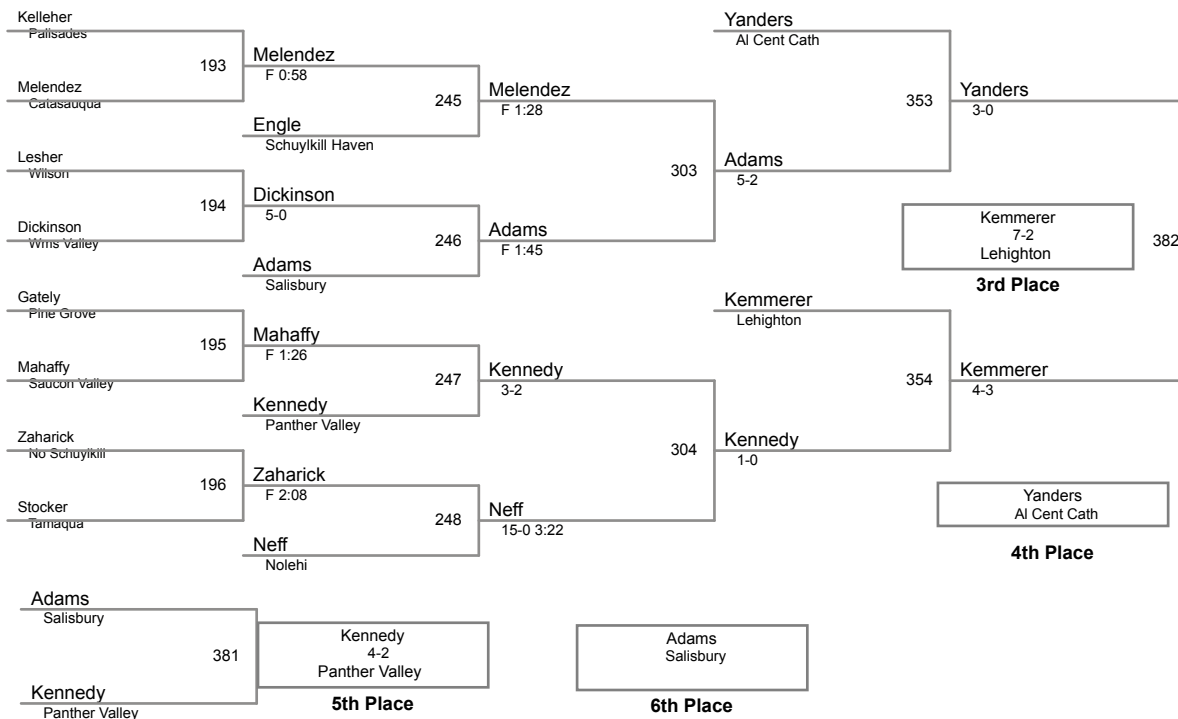 Kelleher
Palisades
193
Melendez
Catasauqua
Melendez
F 0:58
245
Engle
Schuylkill Haven
Melendez
F 1:28
Lesher
Wilson
194
Dickinson
Wms Valley
Dickinson
5-0
246
Adams
Salisbury
Adams
F 1:45
303
Yanders
Al Cent Cath
353
Adams
5-2
Yanders
3-0
Kemmerer
7-2
Lehighton
382
3rd Place
Gately
Pine Grove
195
Mahaffy
Saucon Valley
Mahaffy
F 1:26
247
Kennedy
Panther Valley
Kennedy
3-2
Zaharick
No Schuylkill
196
Stocker
Tamaqua
Zaharick
F 2:08
248
Neff
Nolehi
Neff
15-0 3:22
304
Kemmerer
Lehighton
354
Kennedy
1-0
Kemmerer
4-3
Yanders
Al Cent Cath
4th Place
Adams
Salisbury
381
Kennedy
Panther Valley
Kennedy
4-2
Panther Valley
5th Place
Adams
Salisbury
6th Place